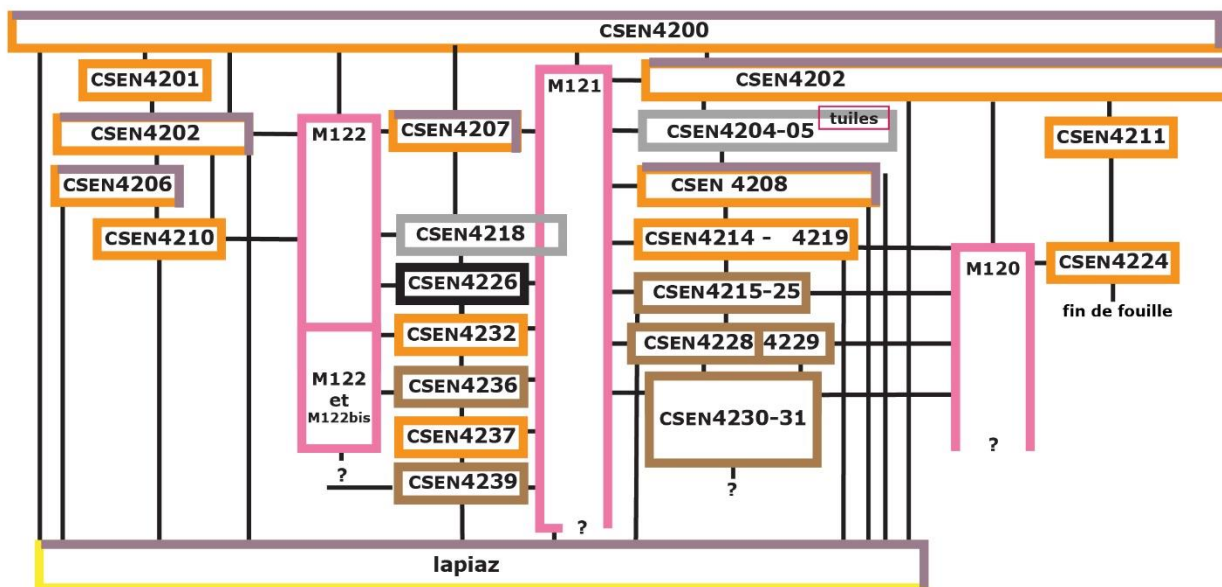 CSEN4200
CSEN4201
M121
CSEN4202
CSEN4202
M122
CSEN4207
CSEN4204-05
tuiles
CSEN4211
CSEN4206
CSEN 4208
CSEN4210
CSEN4218
CSEN4214 - 4219
M120
CSEN4224
CSEN4226
CSEN4215-25
fin de fouille
CSEN4232
CSEN4228
4229
M122
et
M122bis
CSEN4236
CSEN4230-31
CSEN4237
?
?
CSEN4239
?
?
lapiaz